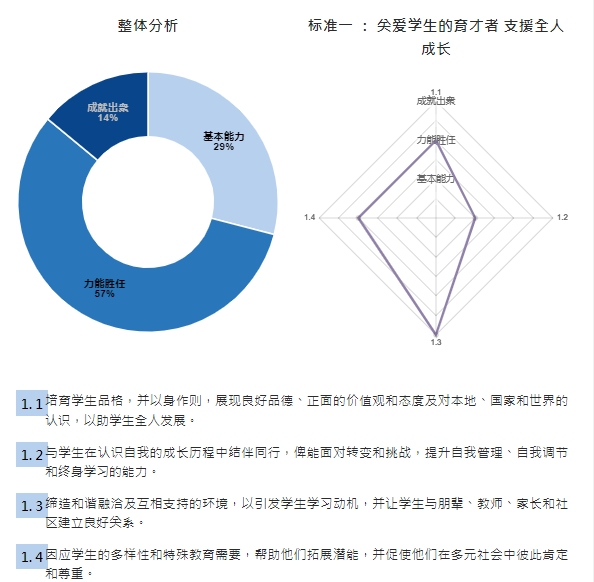 整体分析
标准一 ： 关爱学生的育才者 支援全人
成长
成就出衆
14%
基本能力
29%
力能胜任
57%
1.1
成就出衆
力能胜任
基本能力
1.4
1.2
1.3
1.1 培育学生品格，并以身作则，展现良好品德、正面的价值观和态度及对本地、国家和世界的
认识，以助学生全人发展。
1.2 与学生在认识自我的成长历程中结伴同行，俾能面对转变和挑战，提升自我管理、自我调节
和终身学习的能力。
1.3 缔造和谐融洽及互相支持的环境，以引发学生学习动机，并让学生与朋辈、教师、家长和社
区建立良好关系。
1.4 因应学生的多样性和特殊教育需要，帮助他们拓展潜能，并促使他们在多元社会中彼此肯定
和尊重。